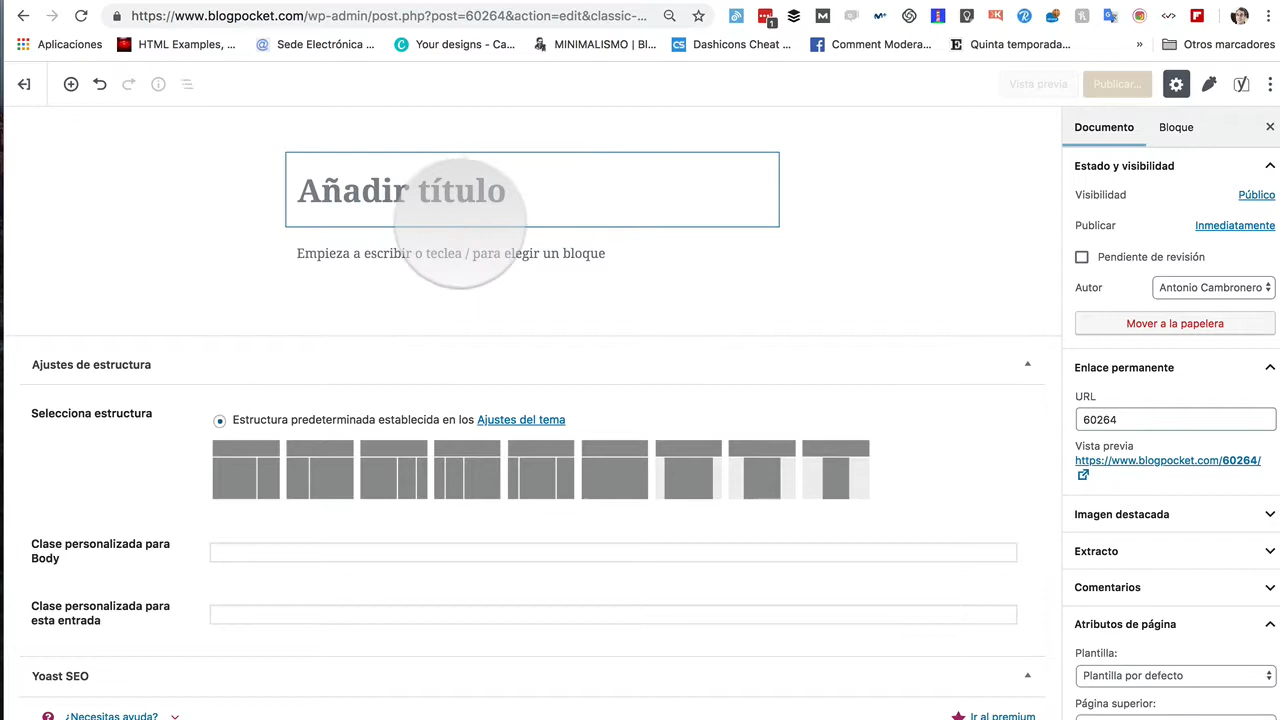 https://www.blogpocket.com/wp-admin/post.php?post=60264&action=edit&classic-...
1
Aplicaciones
HTML Examples, ...
Sede Electrónica ...
Your designs - Ca...
MINIMALISMO | Bl...
CS
Dashicons Cheat ...
Comment Modera...
Quinta temporada...
»
Otros marcadores
Vista previa
Publicar...
Añadir título
Empieza a escribir o teclea / para elegir un bloque
Ajustes de estructura
Selecciona estructura
Estructura predeterminada establecida en los Ajustes del tema
Clase personalizada para
Body
Clase personalizada para
esta entrada
Yoast SEO
¿Necesitas ayuda?
Ir al premium
Documento
Bloque
Estado y visibilidad
Visibilidad
Público
Publicar
Inmediatamente
Pendiente de revisión
Autor
Antonio Cambronero
Mover a la papelera
Enlace permanente
URL
60264
Vista previa
https://www.blogpocket.com/60264/
Imagen destacada
Extracto
Comentarios
Atributos de página
Plantilla:
Plantilla por defecto
Página superior: